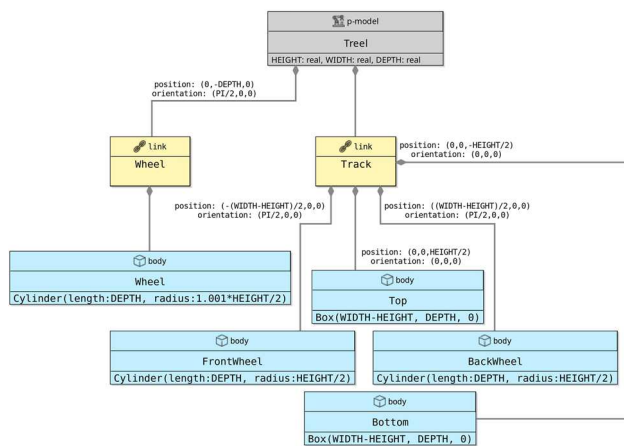 p-model
Treel
HEIGHT: real, WIDTH: real, DEPTH: real
position: (0,-DEPTH,0)
orientation: (PI/2,0,0)
link
Wheel
link
Track
position: (0,0,-HEIGHT/2)
orientation: (0,0,0)
position: (-(WIDTH-HEIGHT)/2,0,0)
orientation: (PI/2,0,0)
position: ((WIDTH-HEIGHT)/2,0,0)
orientation: (PI/2,0,0)
position: (0,0,HEIGHT/2)
orientation: (0,0,0)
body
Wheel
Cylinder(length:DEPTH, radius:1.001*HEIGHT/2)
body
Top
Box(WIDTH-HEIGHT, DEPTH, 0)
body
FrontWheel
Cylinder(length:DEPTH, radius:HEIGHT/2)
body
BackWheel
Cylinder(length:DEPTH, radius:HEIGHT/2)
body
Bottom
Box(WIDTH-HEIGHT, DEPTH, 0)